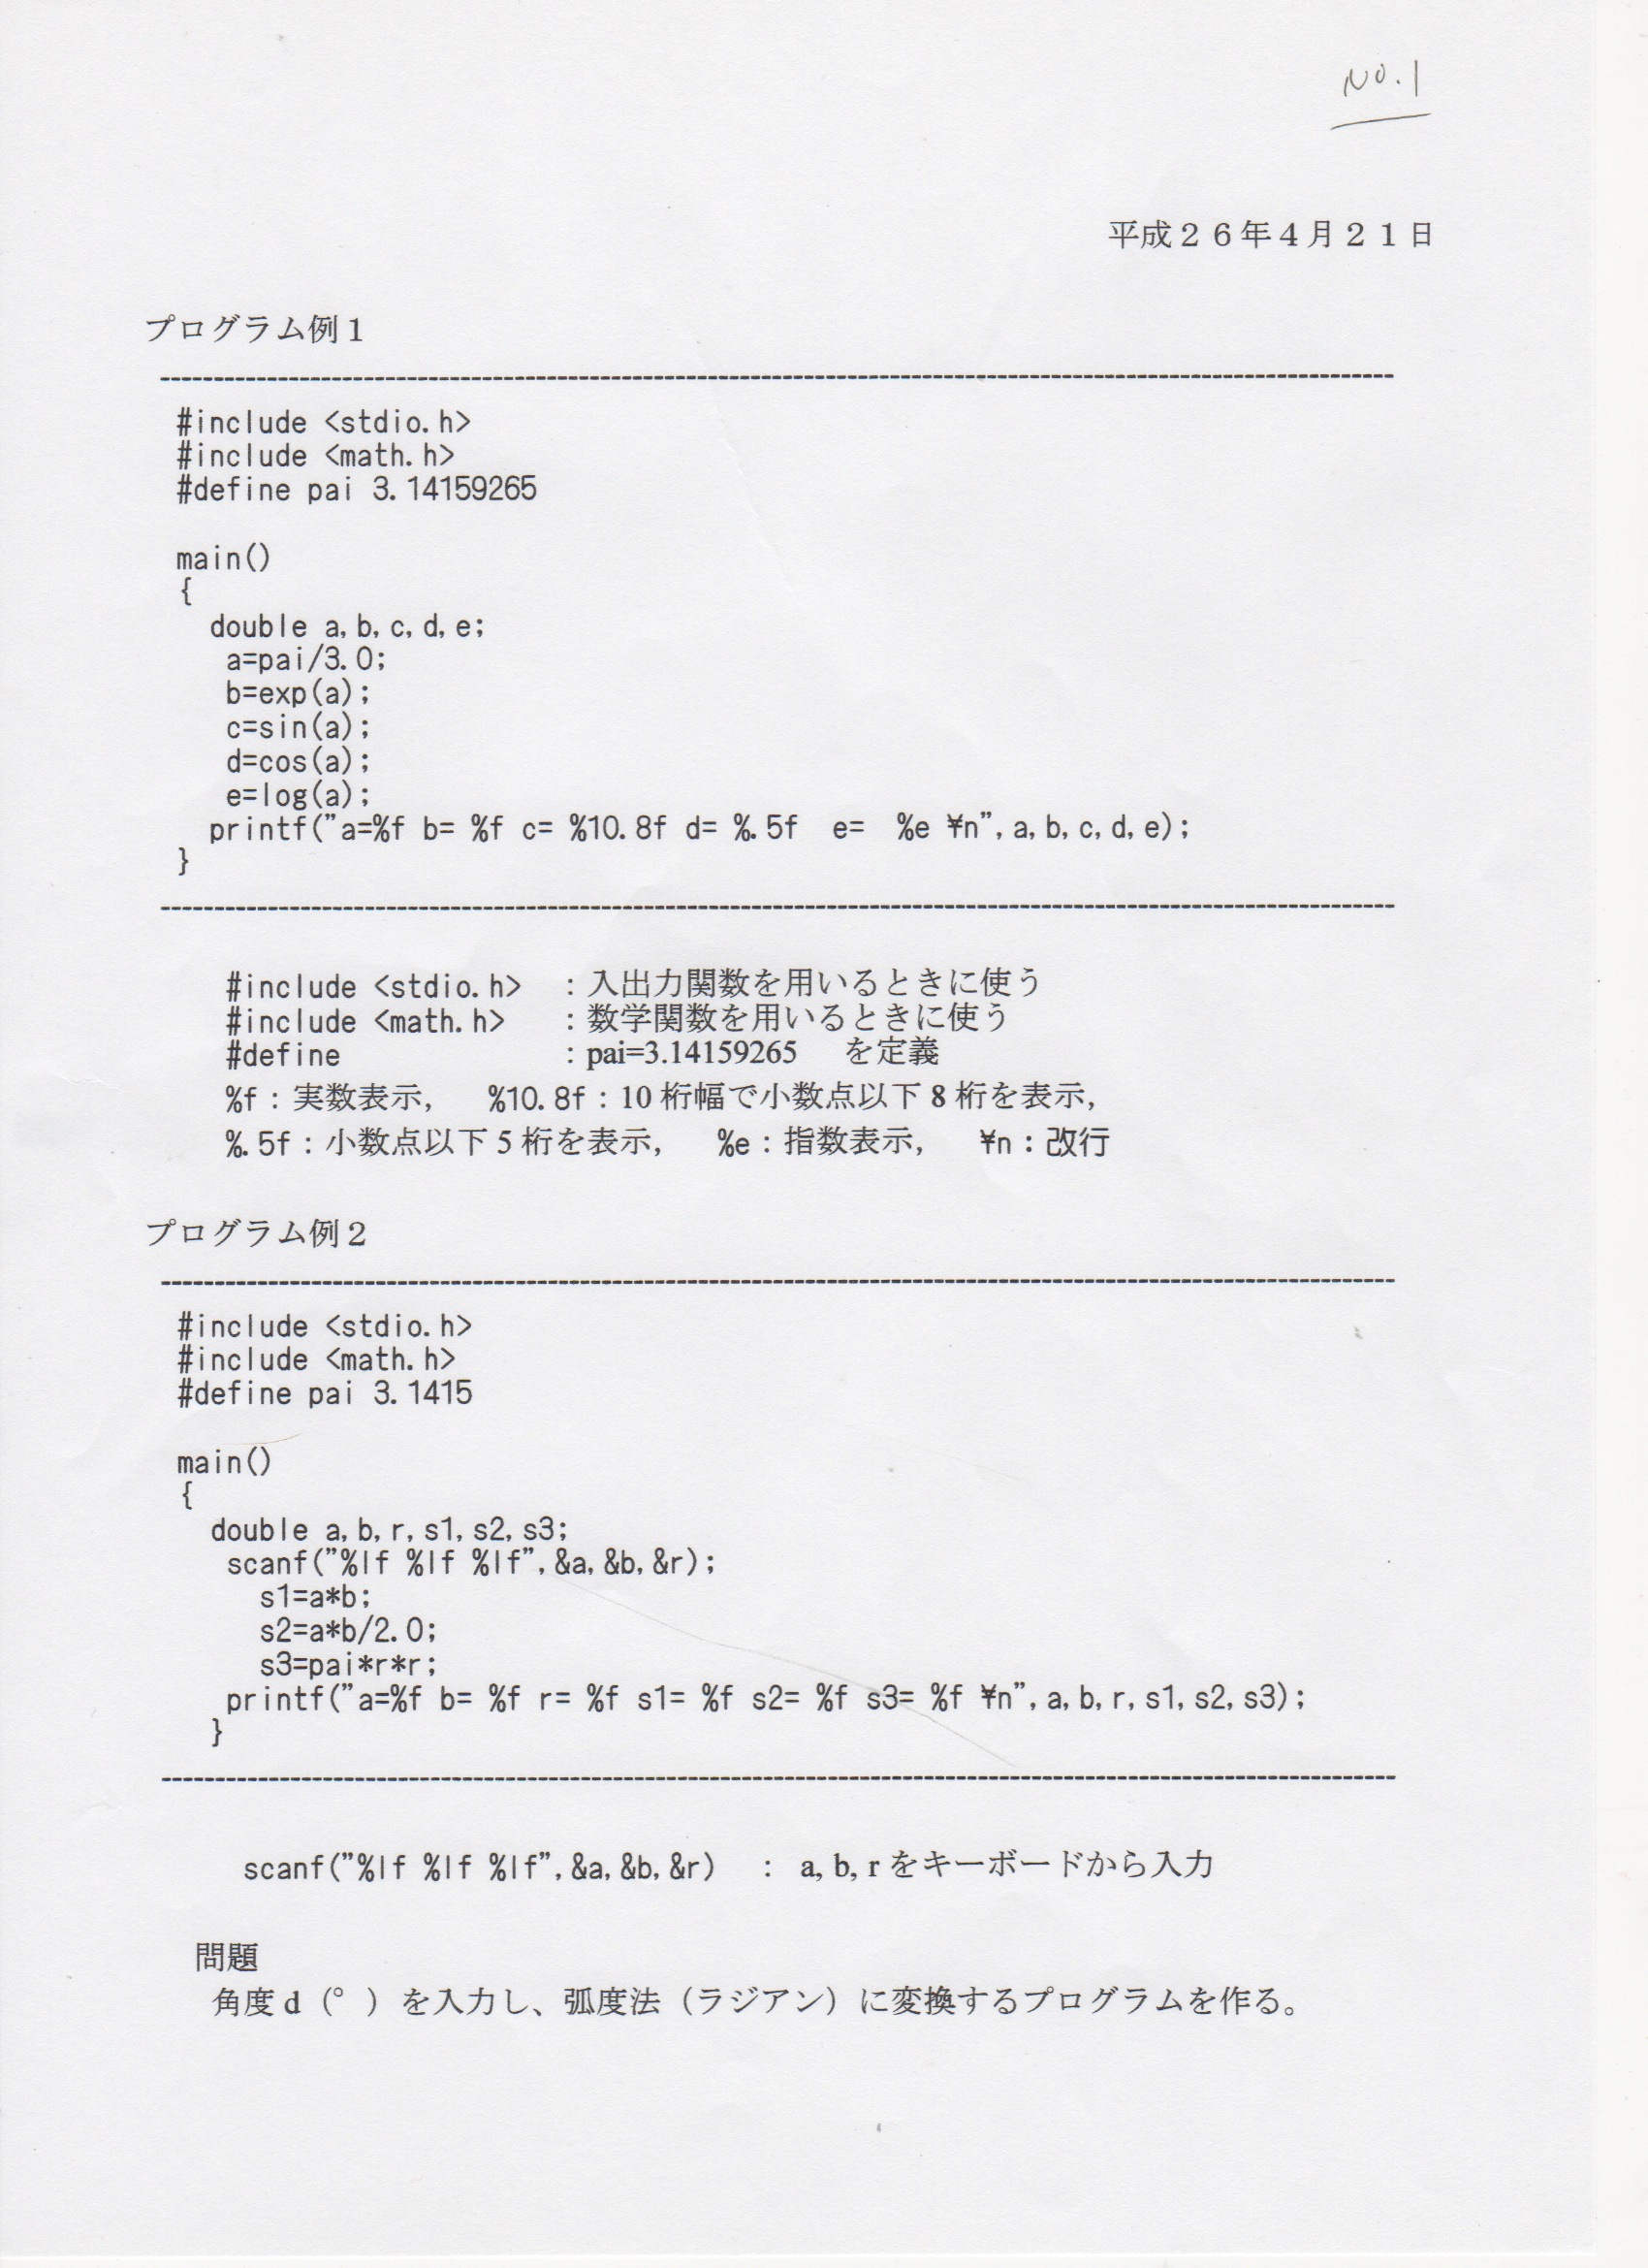 No.1
平成２６年４月２１日
プログラム例１
#include <stdio.h>
#include <math.h>
#define pai 3.14159265
main()
{
double a,b,c,d,e;
a=pai/3.0;
b=exp(a);
c=sin(a);
d=cos(a);
e=log(a);
printf("a=%f b= %f c= %10.8f d= %.5f  e=  %e ¥n",a,b,c,d,e);
}
#include <stdio.h> ：入出力関数を用いるときに使う
#include <math.h> ：数学関数を用いるときに使う
#define ：pai=3.14159265 を定義
%f：実数表示， %10.8f：10 桁幅で小数点以下 8 桁を表示，
%.5f：小数点以下 5 桁を表示， %e：指数表示， ¥n：改行
プログラム例２
#include <stdio.h>
#include <math.h>
#define pai 3.1415
main()
{
double a,b,r,s1,s2,s3;
scanf("%lf %lf %lf",&a,&b,&r);
s1=a*b;
s2=a*b/2.0;
s3=pai*r*r;
printf("a=%f b= %f r= %f s1= %f s2= %f s3= %f ¥n",a,b,r,s1,s2,s3);
}
scanf("%lf %lf %lf",&a,&b,&r) ： a, b, r をキーボードから入力
問題
角度 d（°）を入力し、弧度法（ラジアン）に変換するプログラムを作る。